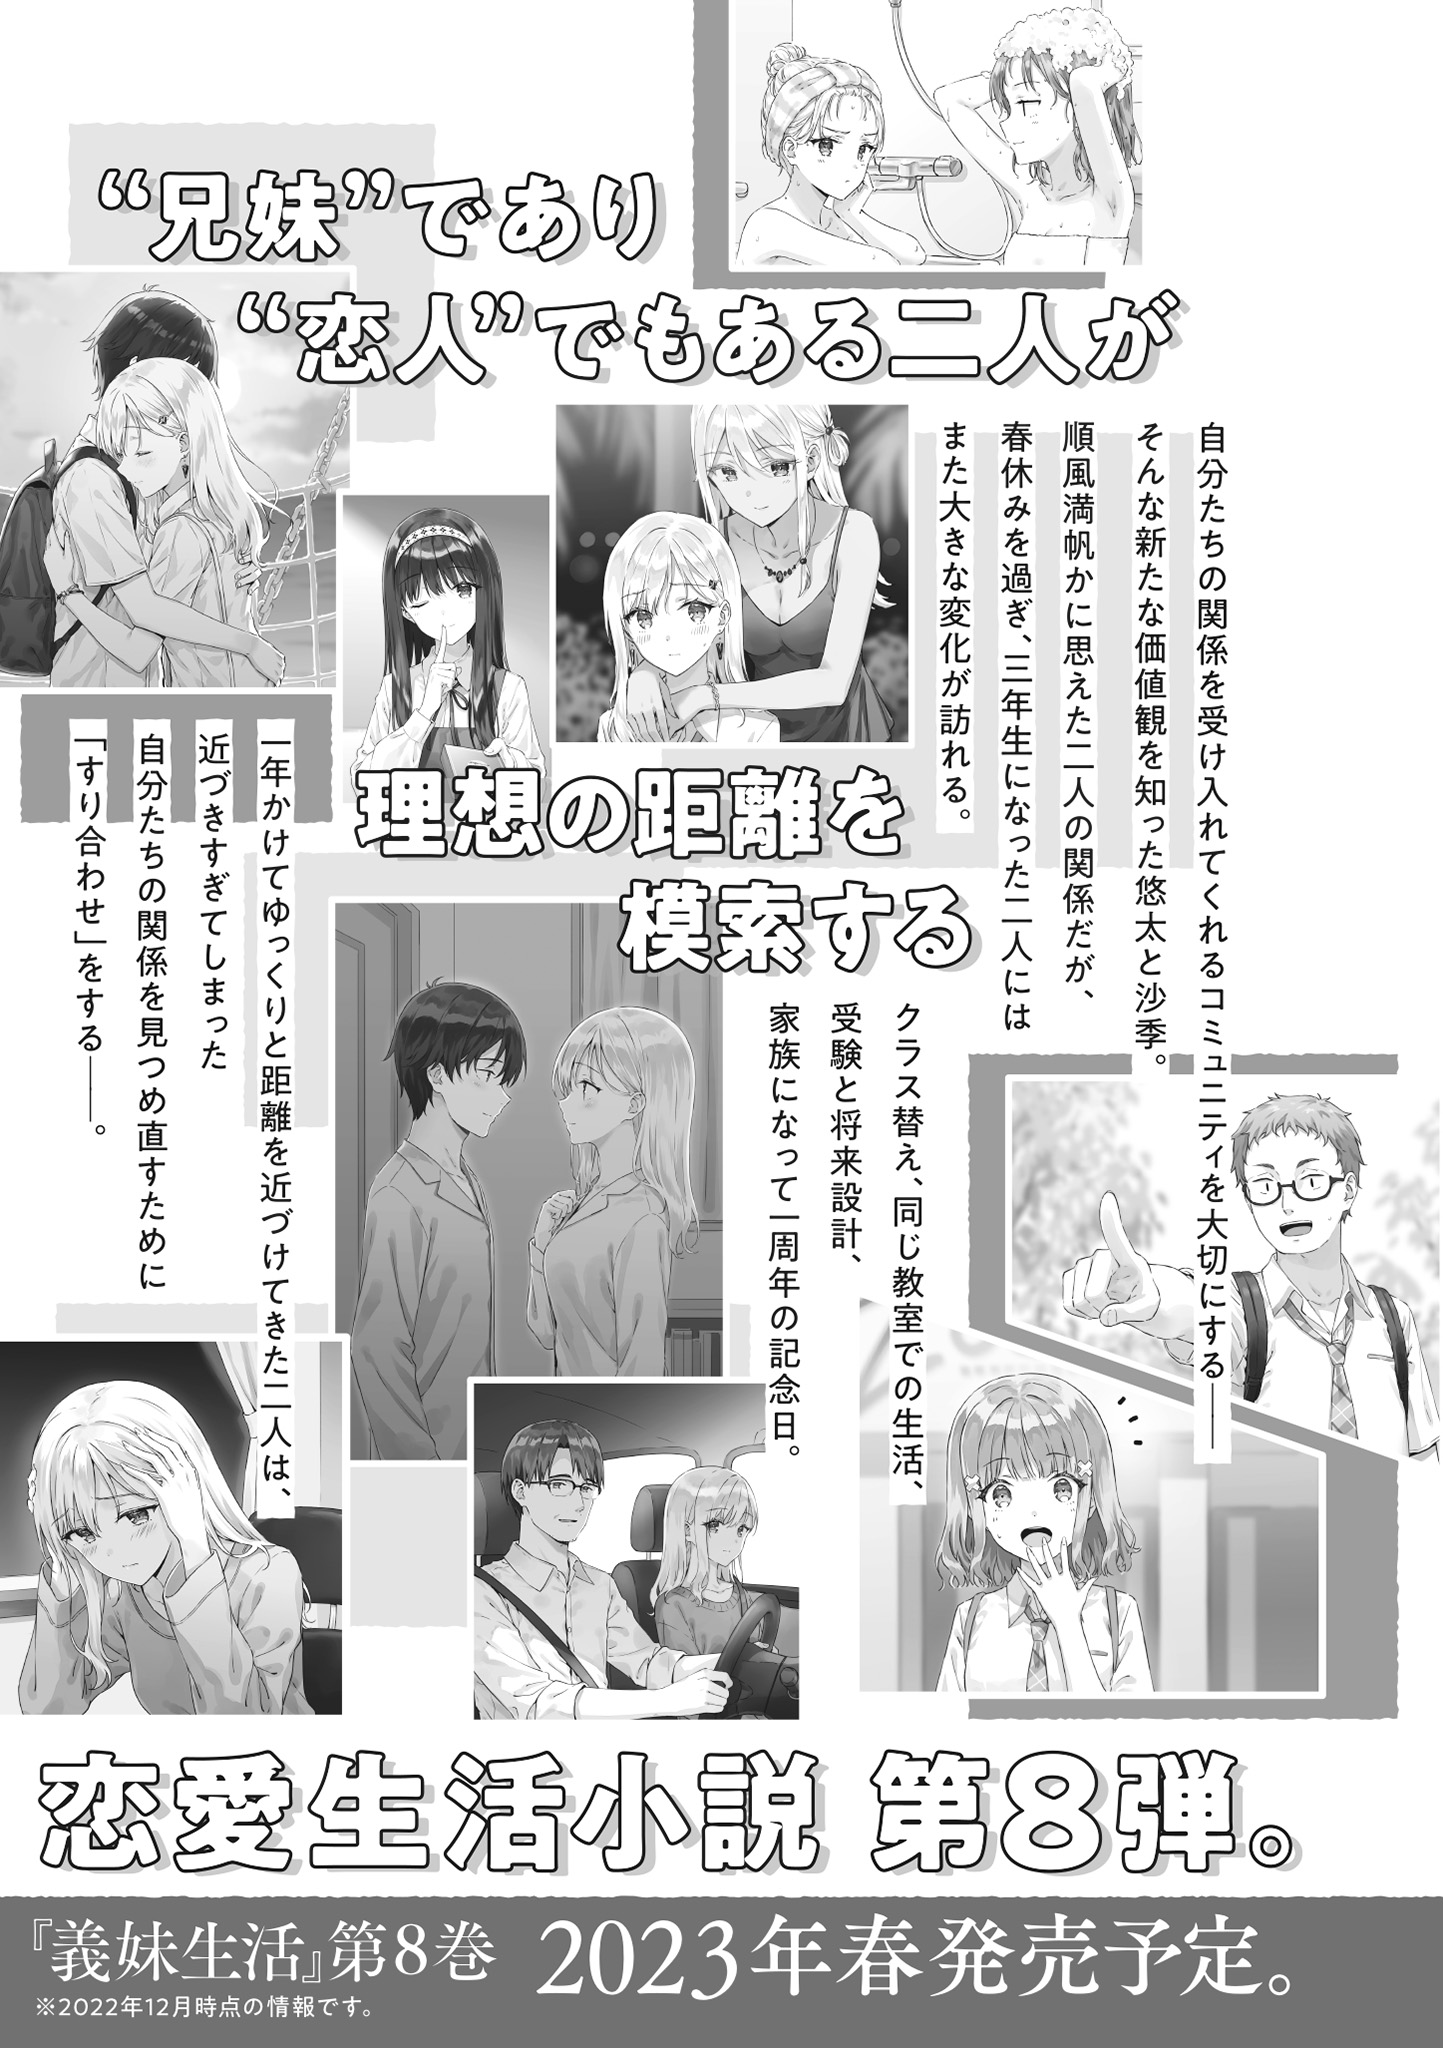 “兄妹”であり
“恋人”でもある二人が
自分たちの関係を受け入れてくれるコミュニティを大切にする――
そんな新たな価値観を知った悠太と沙季。
順風満帆かに思えた二人の関係だが、
春休みを過ぎ、三年生になった二人には
また大きな変化が訪れる。
理想の距離を
模索する
クラス替え、同じ教室での生活、
受験と将来設計、
家族になって一周年の記念日。
一年かけてゆっくりと距離を近づけてきた二人は、
近づきすぎてしまった
自分たちの関係を見つめ直すために
「すり合わせ」をする――。
恋愛生活小説 第8弾。
『義妹生活』第8巻 2023年春発売予定。
※2022年12月時点の情報です。